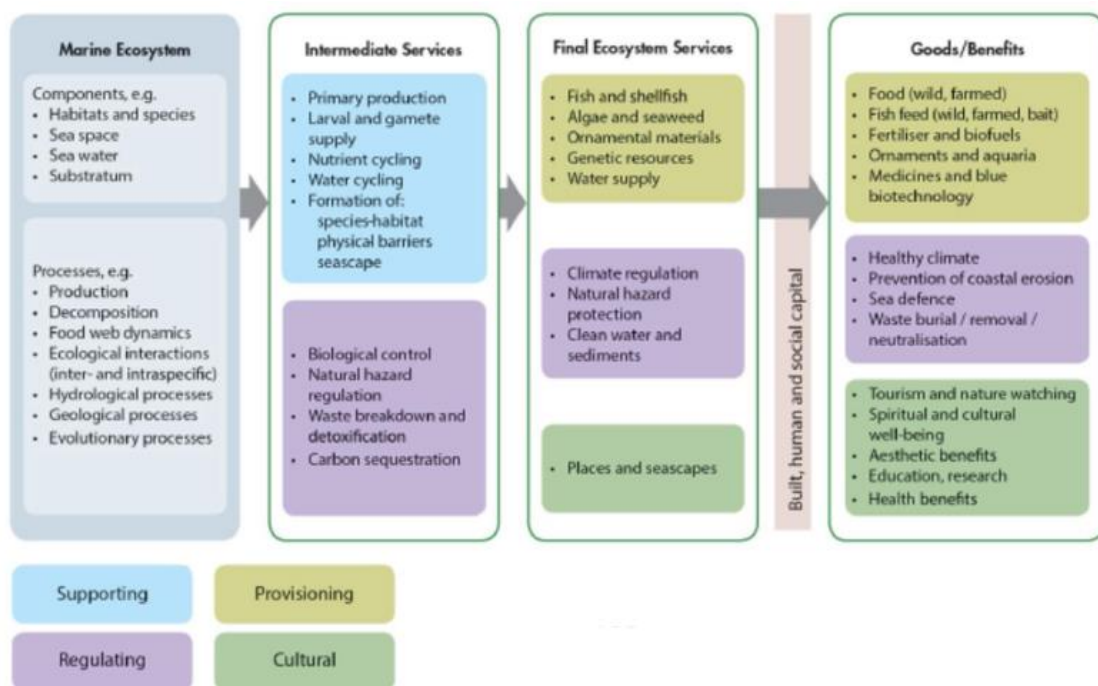 Marine Ecosystem
Components, e.g.
• Habitats and species
• Sea space
• Sea water
• Substratum
Processes, e.g.
• Production
• Decomposition
• Food web dynamics
• Ecological interactions
(inter- and intraspecific)
• Hydrological processes
• Geological processes
• Evolutionary processes
Intermediate Services
• Primary production
• Larval and gamete
supply
• Nutrient cycling
• Water cycling
• Formation of:
species-habitat
physical barriers
seascape
• Biological control
• Natural hazard
regulation
• Waste breakdown and
detoxification
• Carbon sequestration
Final Ecosystem Services
• Fish and shellfish
• Algae and seaweed
• Ornamental materials
• Genetic resources
• Water supply
• Climate regulation
• Natural hazard
protection
• Clean water and
sediments
• Places and seascapes
Built, human and social capital
Goods/Benefits
• Food (wild, farmed)
• Fish feed (wild, farmed, bait)
• Fertiliser and biofuels
• Ornaments and aquaria
• Medicines and blue
biotechnology
• Healthy climate
• Prevention of coastal erosion
• Sea defence
• Waste burial / removal /
neutralisation
• Tourism and nature watching
• Spiritual and cultural
well-being
• Aesthetic benefits
• Education, research
• Health benefits
Supporting
Provisioning
Regulating
Cultural